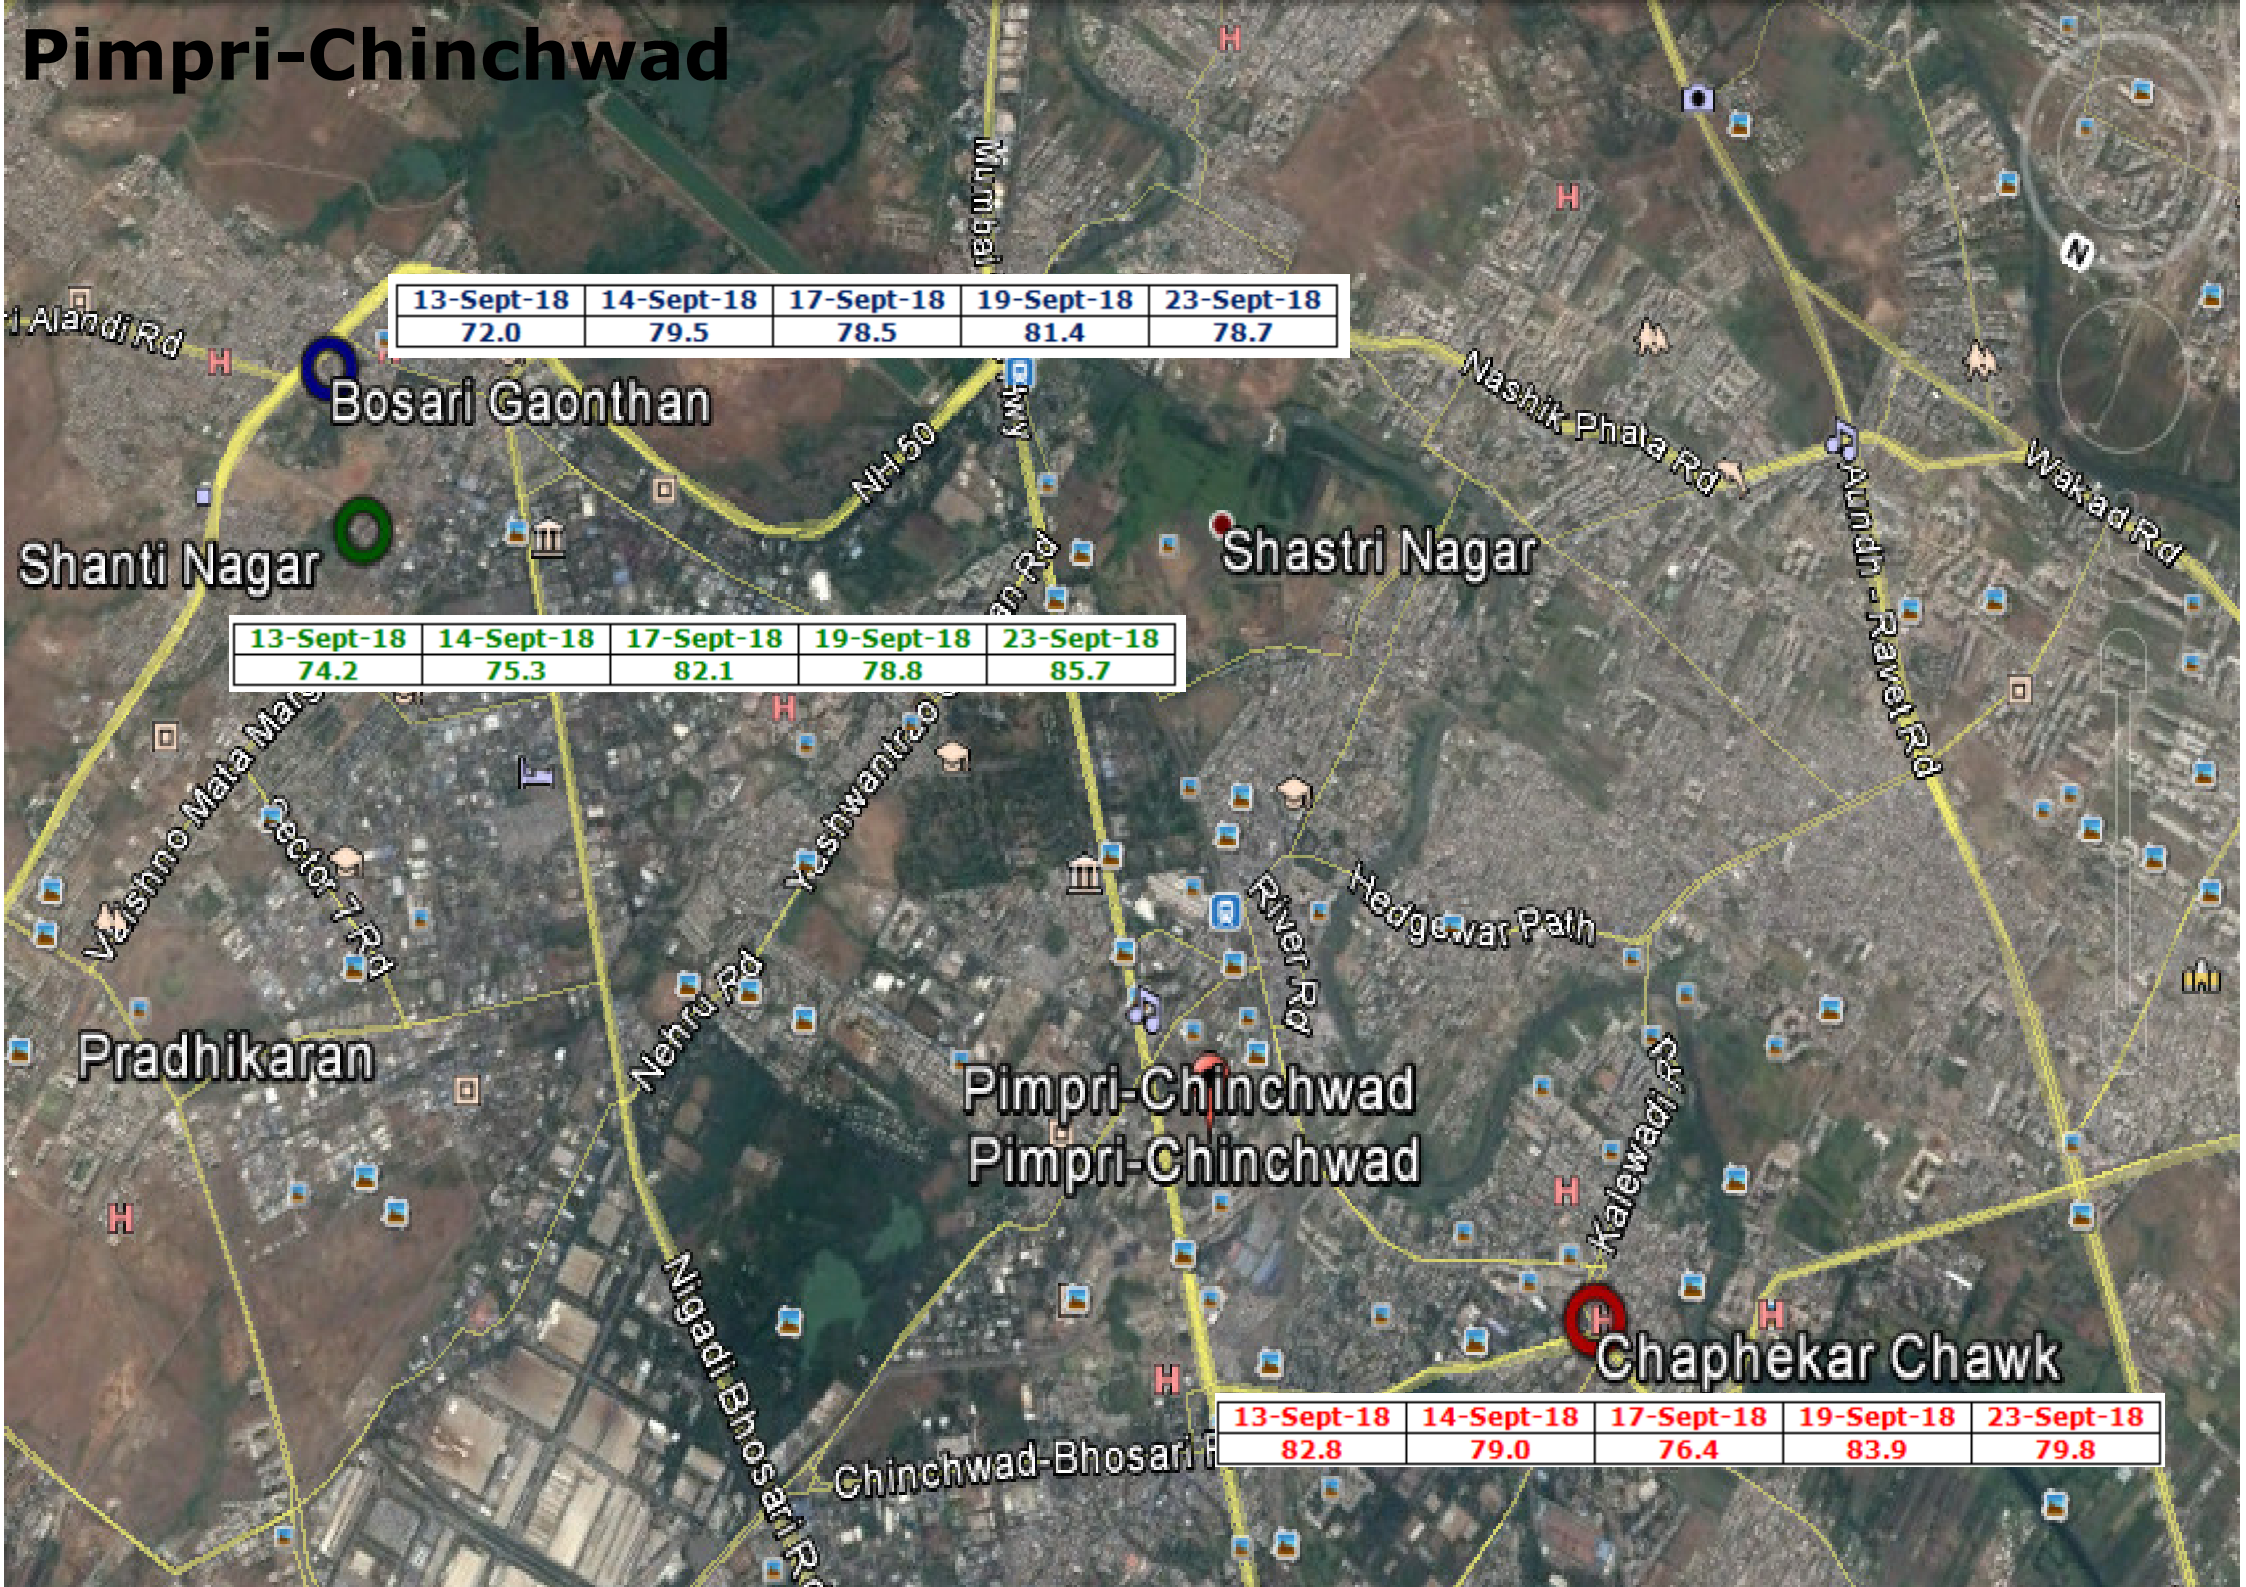 Pimpri-Chinchwad
Mumbai
N
13-Sept-18 14-Sept-18 17-Sept-18 19-Sept-18 23-Sept-18
72.0 79.5 78.5 81.4 78.7
Alandi Rd
Bosari Gaonthan
Hwy
NH 50
Nashik Phata Rd
Wakad Rd
Aundh - Ravet Rd
Shanti Nagar
Shastri Nagar
an Rd
13-Sept-18 14-Sept-18 17-Sept-18 19-Sept-18 23-Sept-18
74.2 75.3 82.1 78.8 85.7
Vaishno Mata Marg
Yashwantrao
Sector 7 Rd
River Rd
Hedgewar Path
Nehru Rd
Pradhikaran
Pimpri-Chinchwad
Pimpri-Chinchwad
Kalewadi Rd
Nigadi Bhosari Rd
Chaphekar Chawk
13-Sept-18 14-Sept-18 17-Sept-18 19-Sept-18 23-Sept-18
82.8 79.0 76.4 83.9 79.8
Chinchwad-Bhosari